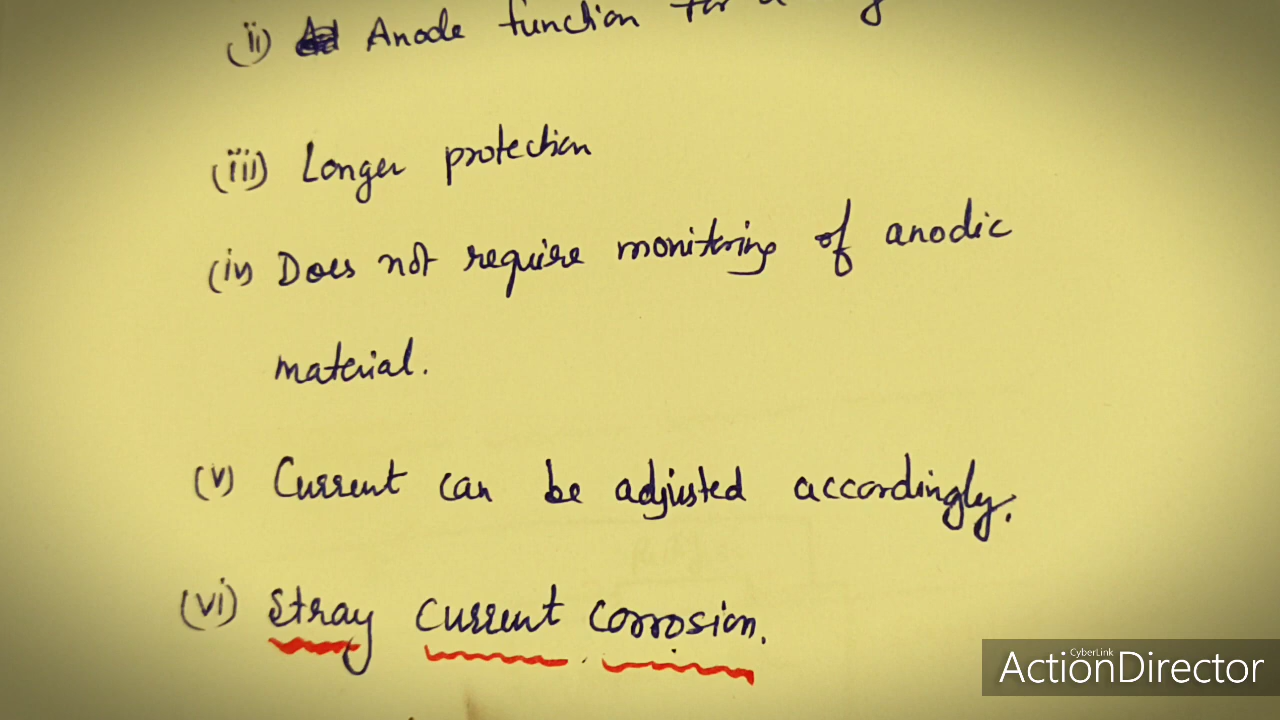 (ii) Anode function for a
(iii) Longer protection
(iv) Does not require monitoring of anodic
material.
(v) Current can be adjusted accordingly.
(vi) Stray current corrosion.
CyberLink
ActionDirector